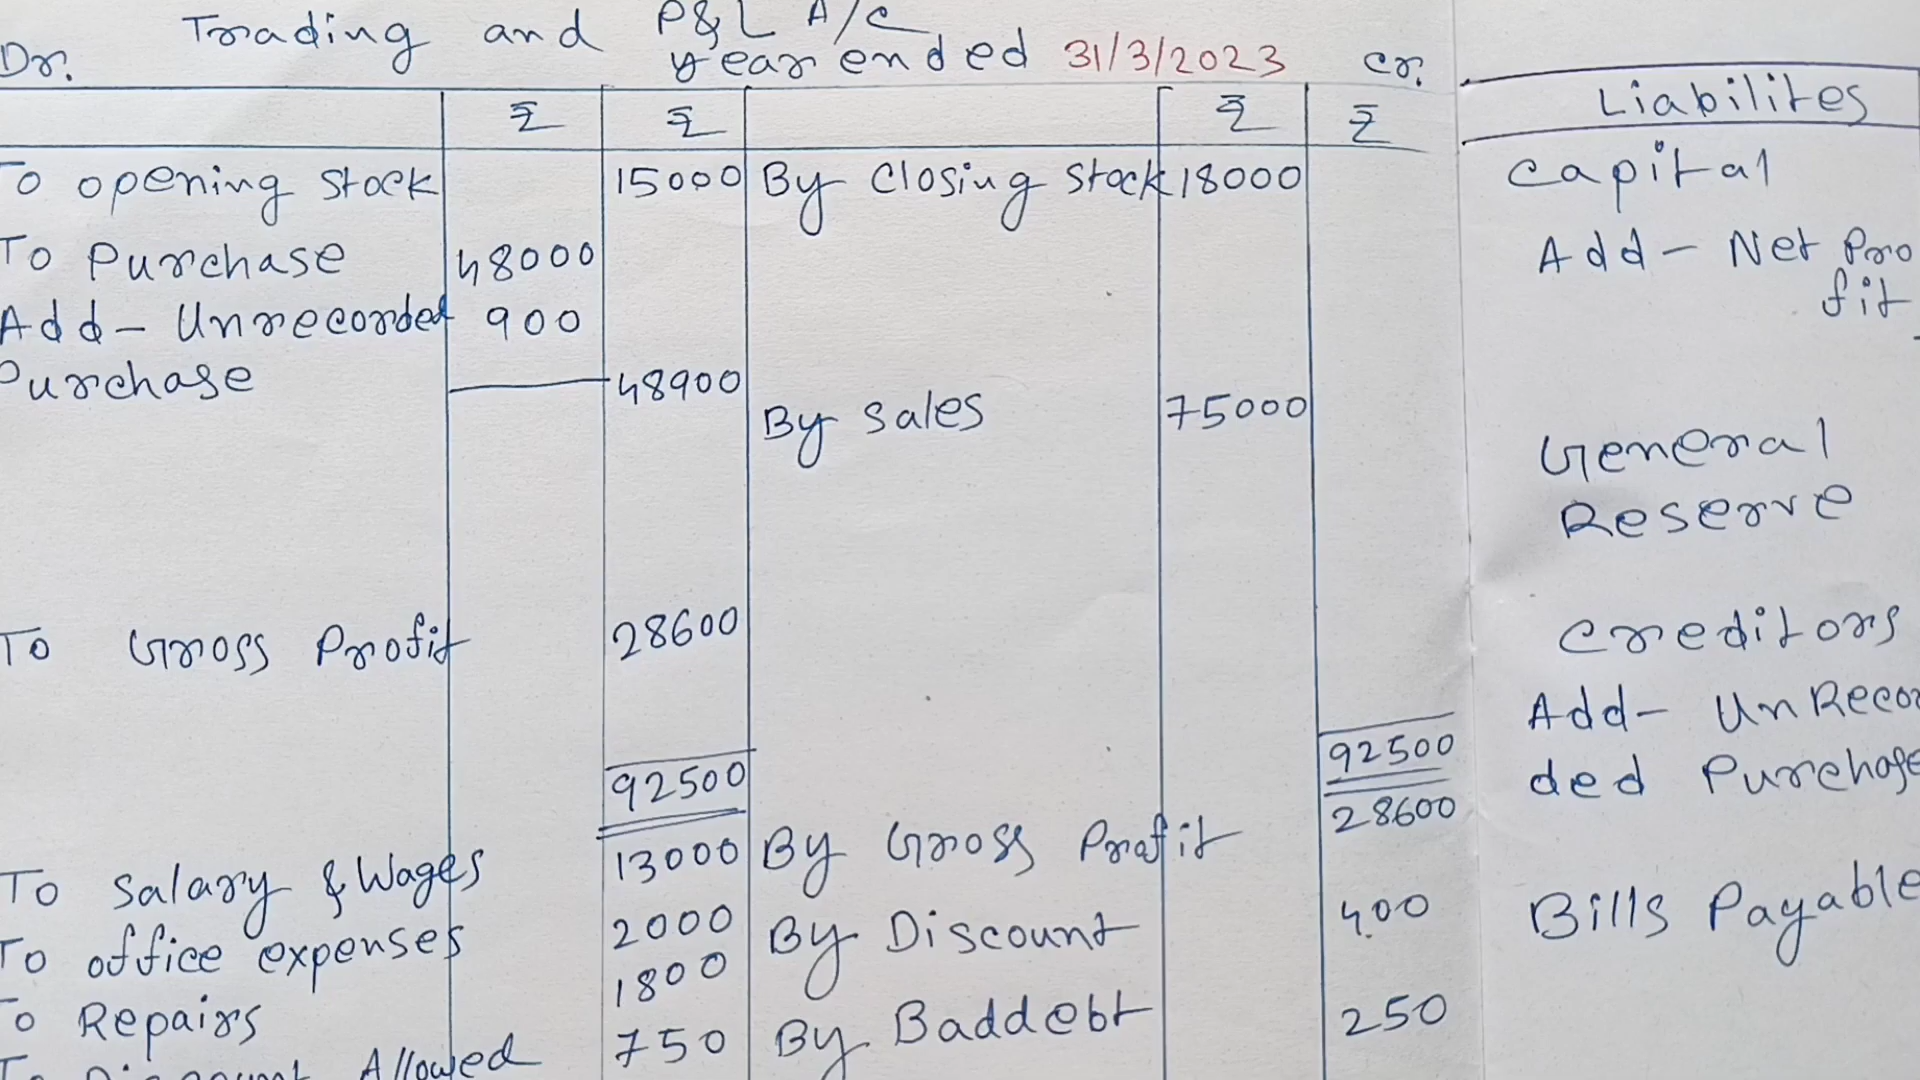 Trading and P&L A/C
Dr. year ended 31/3/2023 Cr.
₹ ₹ ₹ ₹
To opening Stock 15000 By Closing Stock 18000
To Purchase 48000
Add- Unrecorded 900
Purchase 48900
By Sales 75000
To Gross Profit 28600
92500 92500
By Gross Profit 28600
To Salary & Wages 13000
To office expenses 2000 By Discount 400
To Repairs 1800
Allowed 750 By Baddebt 250
Liabilites
Capital
Add- Net Pro
fit
General
Reserve
Creditors
Add- UnRecor
ded Purchase
Bills Payable